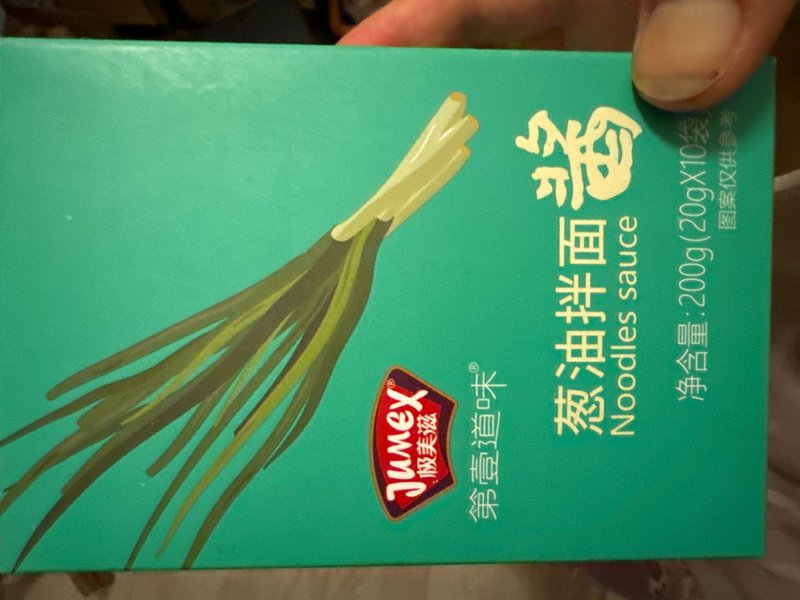 Jumex®
极美滋
第壹道味®
葱油拌面酱
Noodles sauce
净含量:200g(20gX10袋)
图案仅供参考